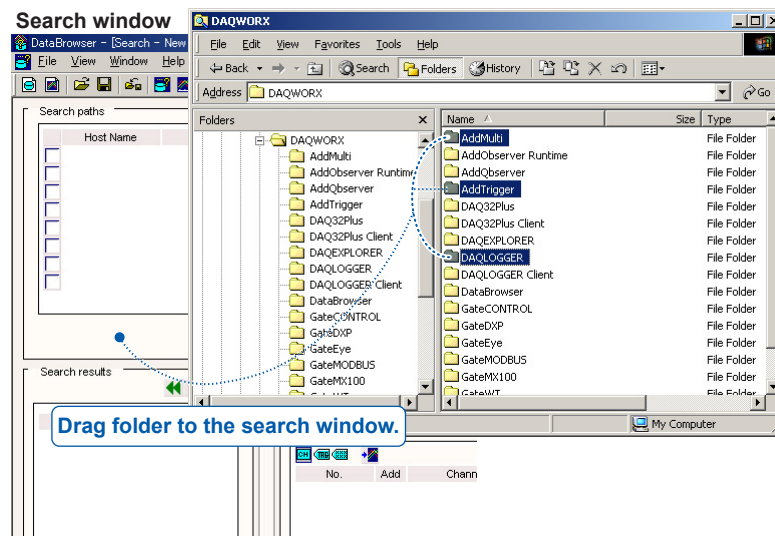 Search window
DataBrowser - [Search - New
File View Window Help
Search paths
Host Name
Search results
DAQWORX
File Edit View Favorites Tools Help
Back Search Folders History
Address DAQWORX Go
Folders
DAQWORX
AddMulti
AddObserver Runtime
AddQbserver
AddTrigger
DAQ32Plus
DAQ32Plus Client
DAQEXPLORER
DAQLOGGER
DAQLOGGER Client
DataBrowser
GateCONTROL
GateDXP
GateEye
GateMODBUS
GateMX100
Name Size Type
AddMulti File Folder
AddObserver Runtime File Folder
AddQbserver File Folder
AddTrigger File Folder
DAQ32Plus File Folder
DAQ32Plus Client File Folder
DAQEXPLORER File Folder
DAQLOGGER File Folder
DAQLOGGER Client File Folder
DataBrowser File Folder
GateCONTROL File Folder
GateDXP File Folder
GateEye File Folder
GateMODBUS File Folder
GateMX100 File Folder
GateWT File Folder
My Computer
Drag folder to the search window.
CH TRG
No. Add Chann